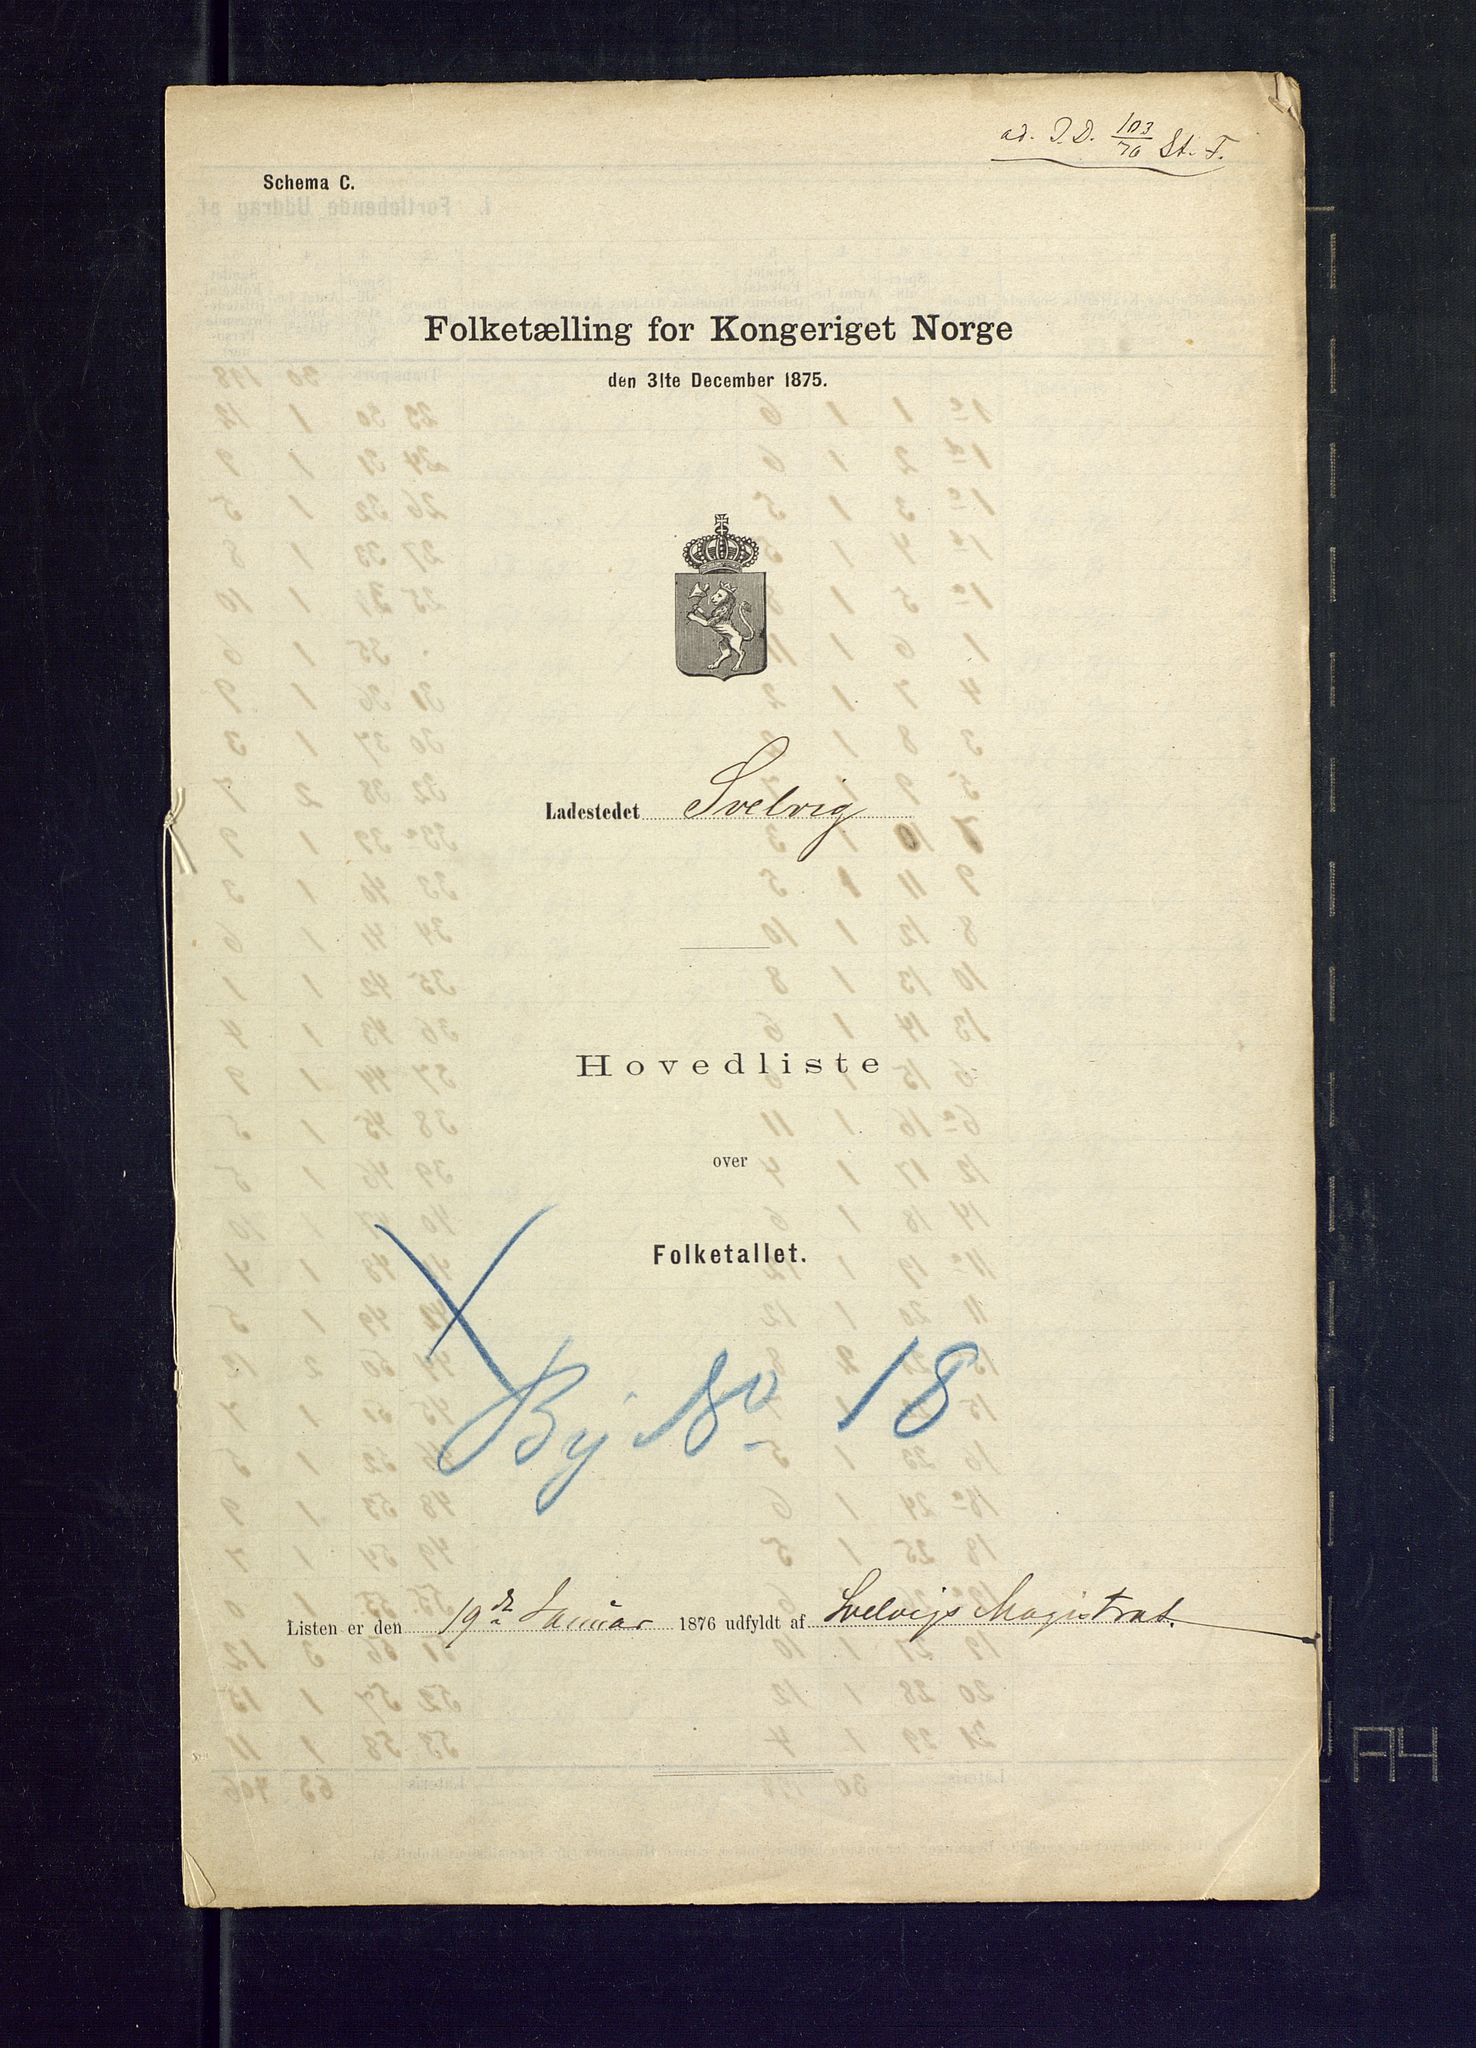 ad. J.D. 103/76 St. F.
Schema C.
Folketælling for Kongeriget Norge
den 31te December 1875.
Ladestedet Svelvig
Hovedliste
over
Folketallet.
By No 18
Listen er den 19de Januar 1876 udfyldt af Svelvigs Magistrat.
A4